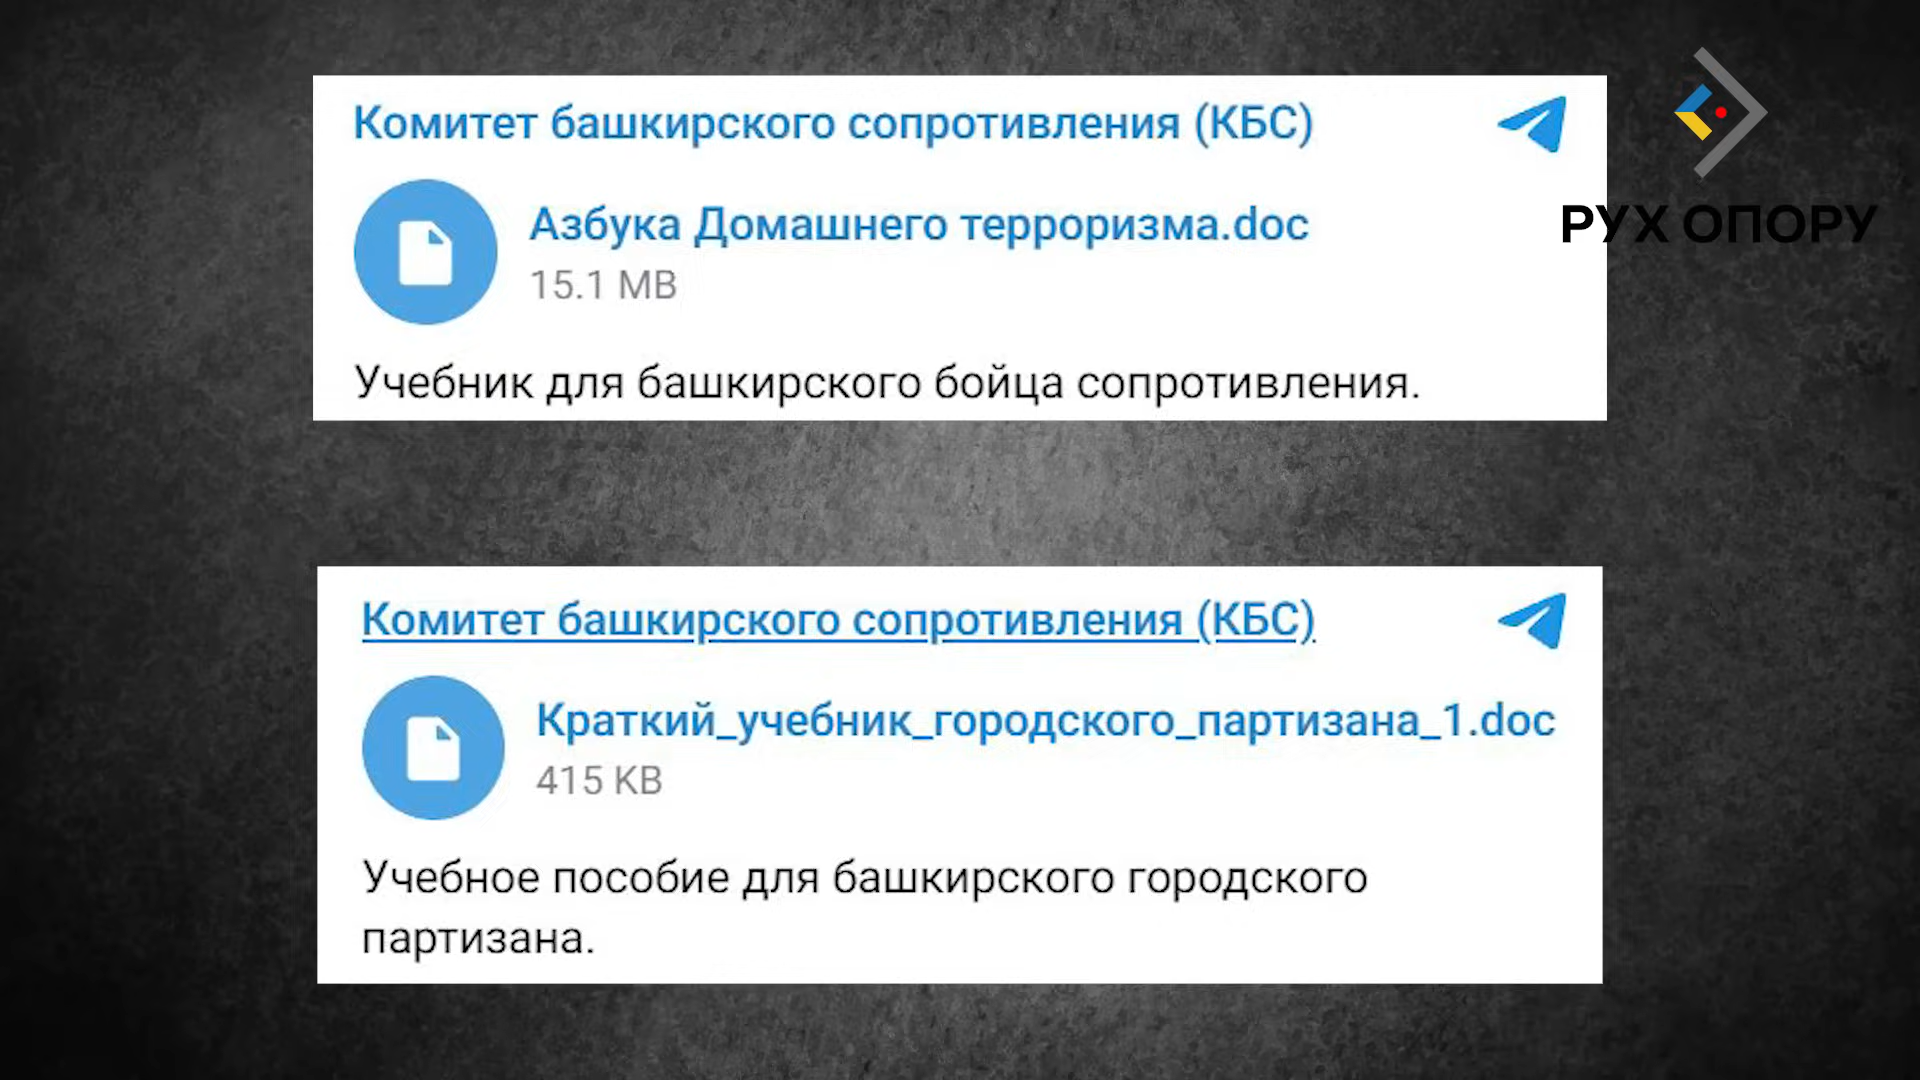 Комитет башкирского сопротивления (КБС)
Азбука Домашнего терроризма.doc
15.1 MB
Учебник для башкирского бойца сопротивления.
РУХ ОПОРУ
Комитет башкирского сопротивления (КБС)
Краткий_учебник_городского_партизана_1.doc
415 KB
Учебное пособие для башкирского городского
партизана.